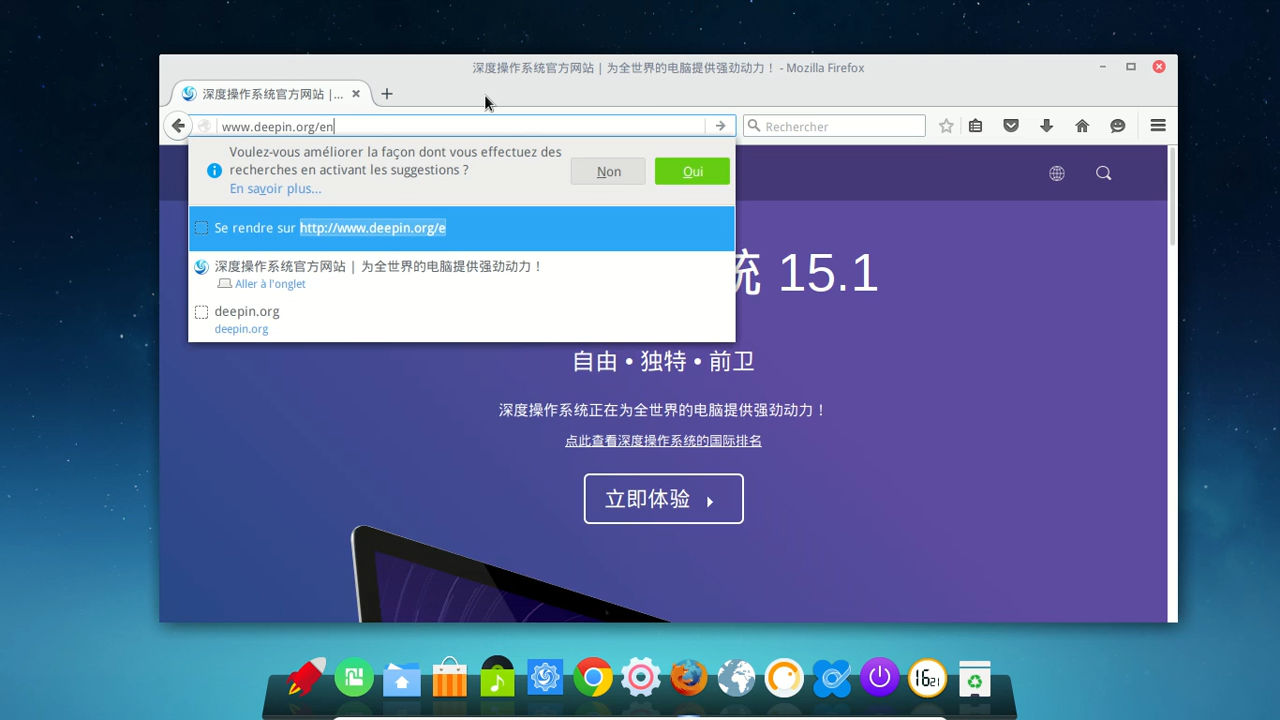 深度操作系统官方网站 | 为全世界的电脑提供强劲动力！ - Mozilla Firefox
深度操作系统官方网站 |...
www.deepin.org/en
Rechercher
Voulez-vous améliorer la façon dont vous effectuez des
recherches en activant les suggestions ?
En savoir plus...
Non
Oui
Se rendre sur http://www.deepin.org/e
深度操作系统官方网站 | 为全世界的电脑提供强劲动力！
Aller à l'onglet
deepin.org
deepin.org
统 15.1
自由 • 独特 • 前卫
深度操作系统正在为全世界的电脑提供强劲动力！
点此查看深度操作系统的国际排名
立即体验
16 21